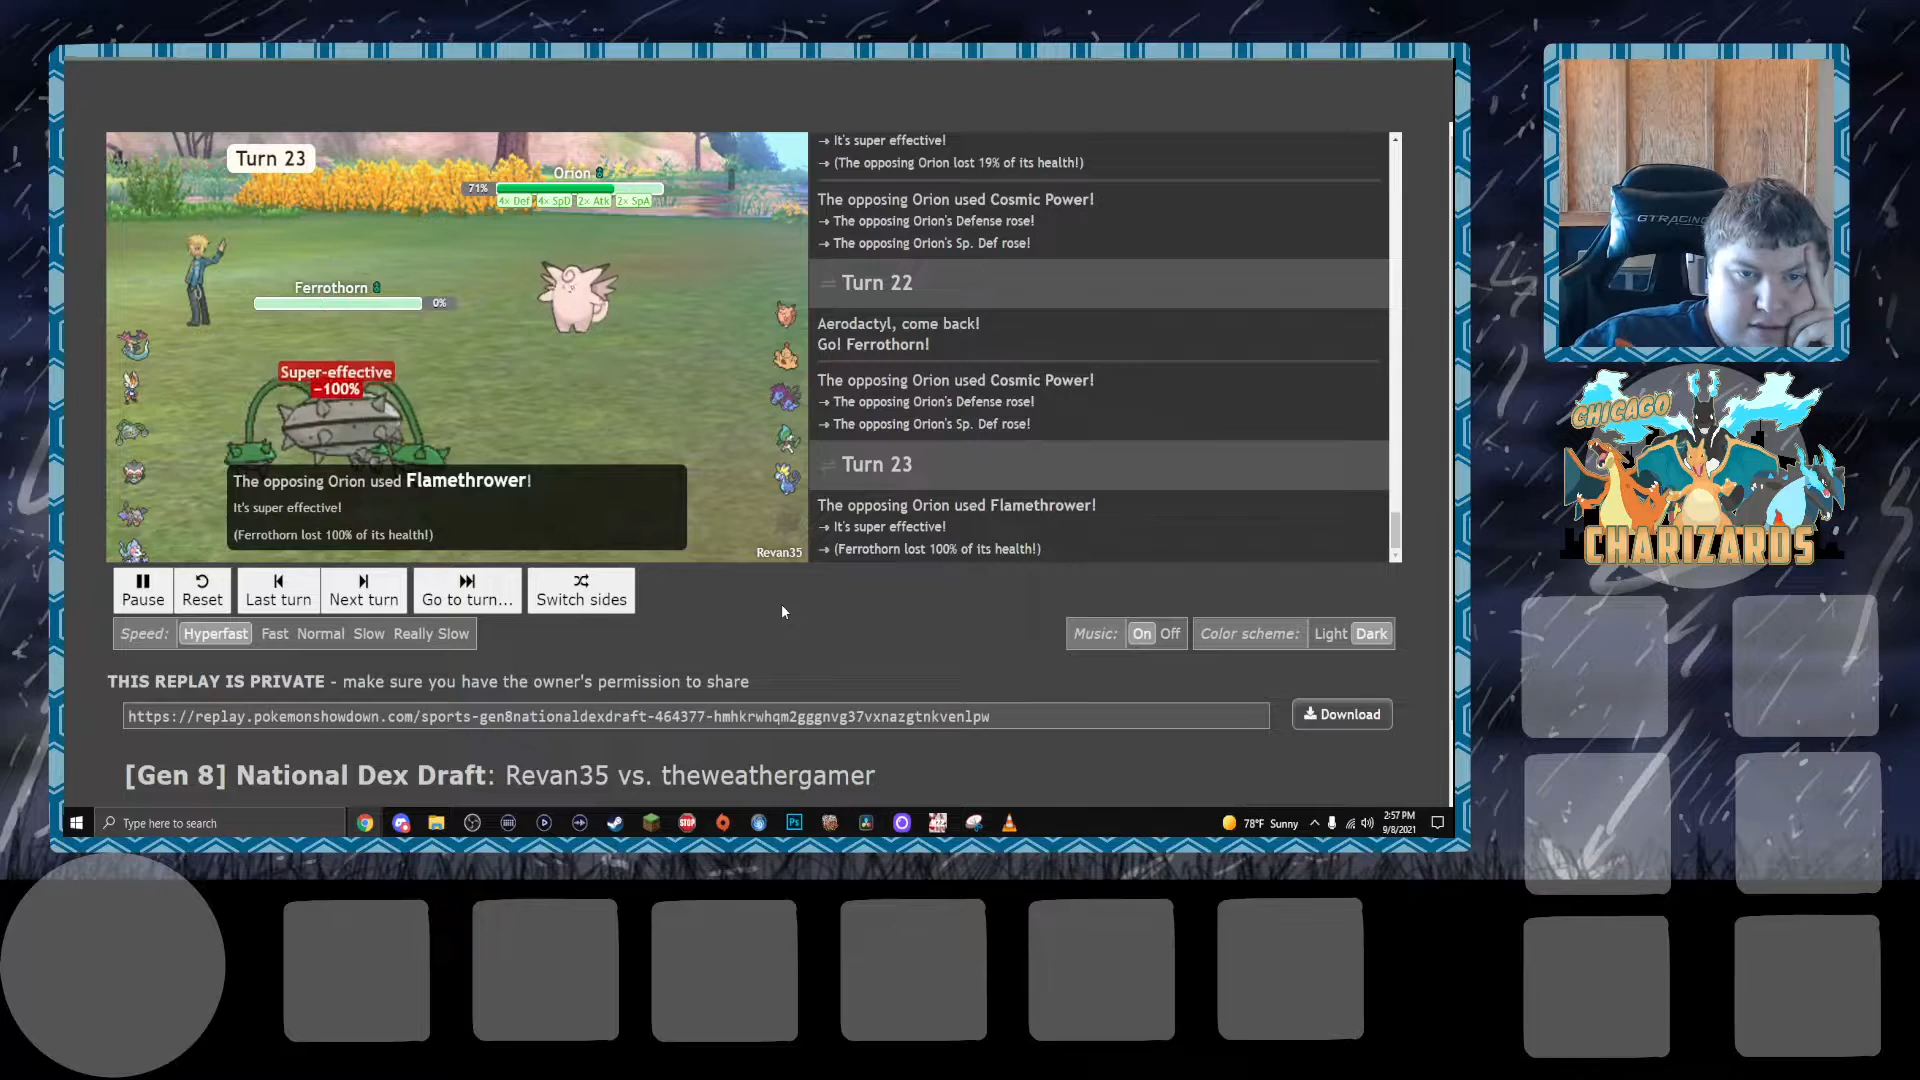 Turn 23
Orion
71%
4× Def 4× SpD 2× Atk 2× SpA
Ferrothorn
0%
Super-effective
−100%
The opposing Orion used Flamethrower!
It's super effective!
(Ferrothorn lost 100% of its health!)
Revan35
→ It's super effective!
→ (The opposing Orion lost 19% of its health!)
The opposing Orion used Cosmic Power!
→ The opposing Orion's Defense rose!
→ The opposing Orion's Sp. Def rose!
Turn 22
Aerodactyl, come back!
Go! Ferrothorn!
The opposing Orion used Cosmic Power!
→ The opposing Orion's Defense rose!
→ The opposing Orion's Sp. Def rose!
Turn 23
The opposing Orion used Flamethrower!
→ It's super effective!
→ (Ferrothorn lost 100% of its health!)
Pause Reset Last turn Next turn Go to turn... Switch sides
Speed: Hyperfast Fast Normal Slow Really Slow
Music: On Off Color scheme: Light Dark
THIS REPLAY IS PRIVATE - make sure you have the owner's permission to share
https://replay.pokemonshowdown.com/sports-gen8nationaldexdraft-464377-hmhkrwhqm2gggnvg37vxnazgtnkvenlpw
Download
[Gen 8] National Dex Draft: Revan35 vs. theweathergamer
Type here to search
STOP
Ps
78°F Sunny
2:57 PM
9/8/2021
GTRACING
CHICAGO
CHARIZARDS